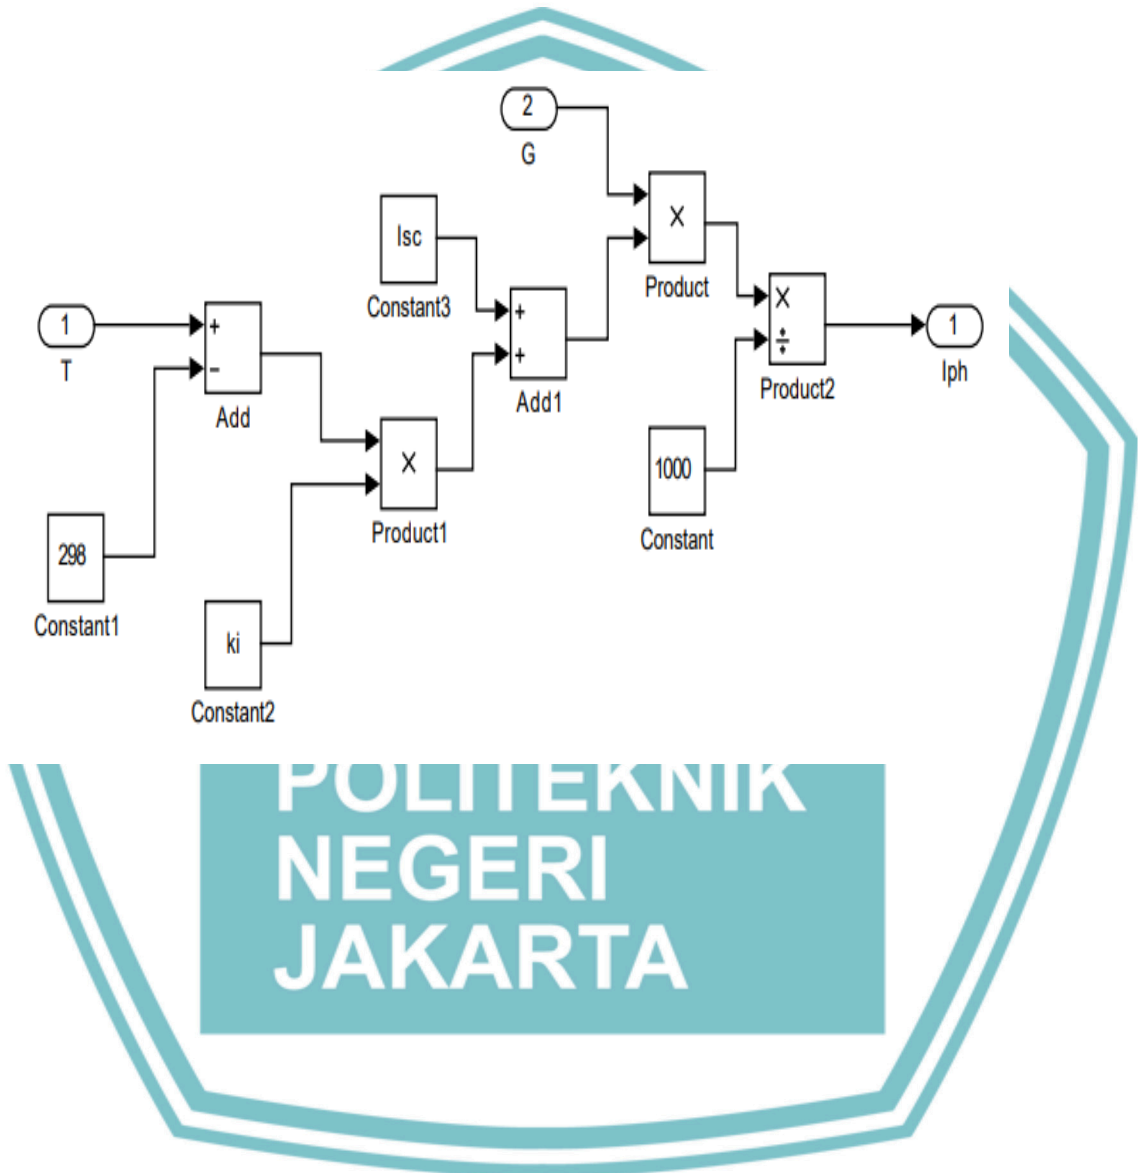 2
G
Isc
Constant3
×
Product
1
T
+
−
Add
+
+
Add1
×
÷
Product2
1
Iph
×
Product1
1000
Constant
298
Constant1
ki
Constant2
POLITEKNIK
NEGERI
JAKARTA